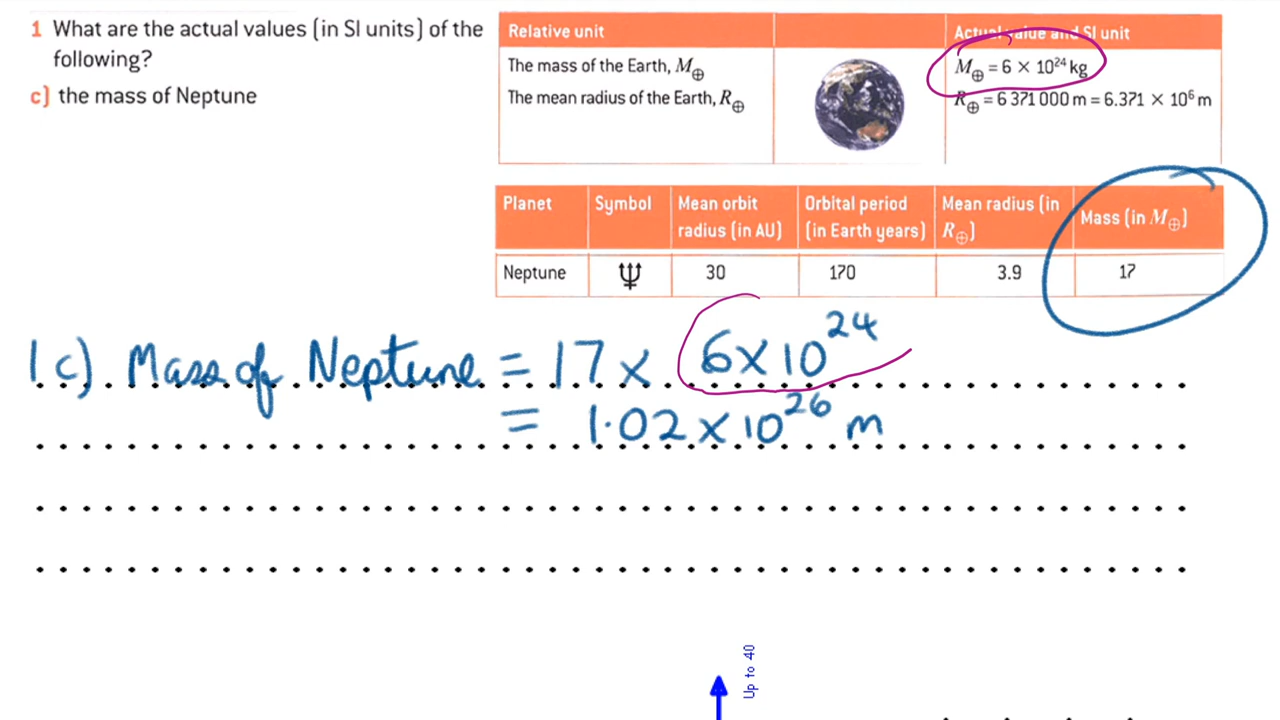 1 What are the actual values (in SI units) of the
following?
c) the mass of Neptune
Relative unit
Actual value and SI unit
The mass of the Earth, M⊕
M⊕ = 6 × 10²⁴ kg
The mean radius of the Earth, R⊕
R⊕ = 6 371 000 m = 6.371 × 10⁶ m
Planet
Symbol
Mean orbit
radius (in AU)
Orbital period
(in Earth years)
Mean radius (in
R⊕)
Mass (in M⊕)
Neptune
♆
30
170
3.9
17
1 c) Mass of Neptune = 17 × 6 × 10²⁴
= 1.02 × 10²⁶ m
Up to 40